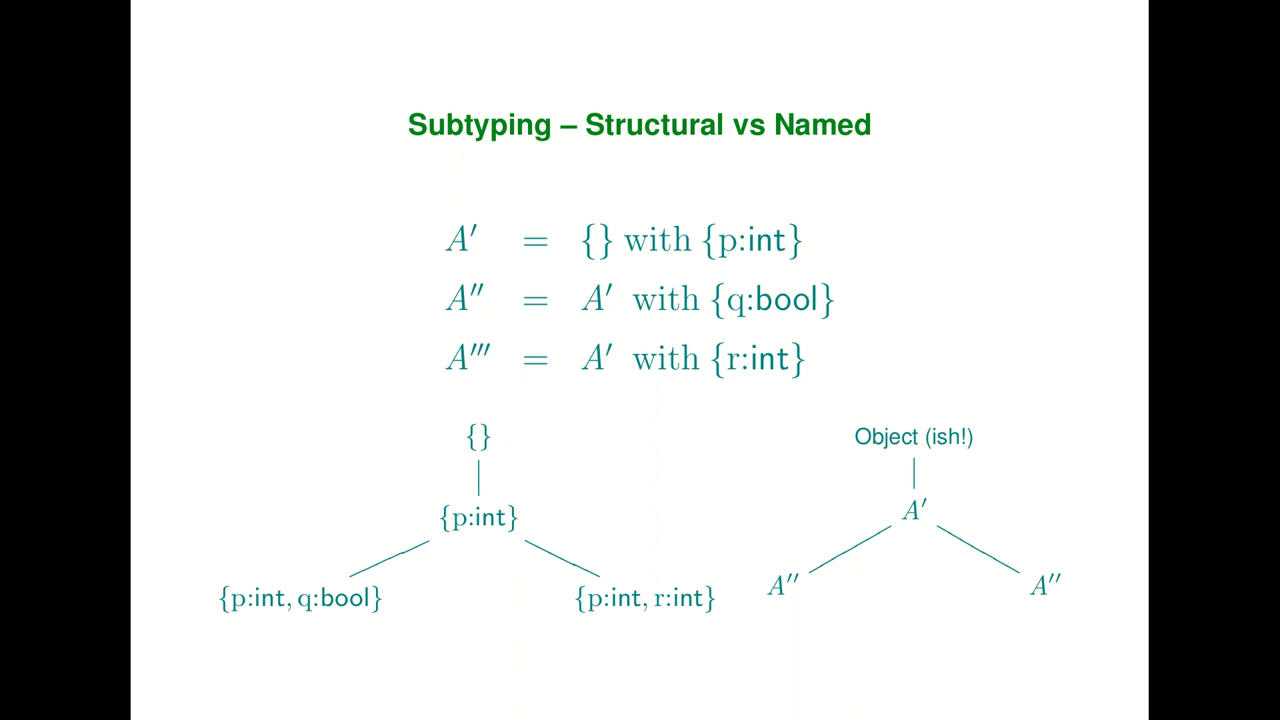 Subtyping – Structural vs Named
A′ = {} with {p:int}
A′′ = A′ with {q:bool}
A′′′ = A′ with {r:int}
{}
{p:int}
{p:int, q:bool}
{p:int, r:int}
Object (ish!)
A′
A′′
A′′